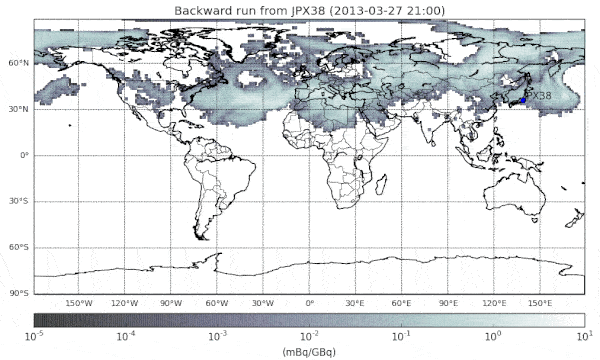 Backward run from JPX38 (2013-03-27 21:00)
60°N
30°N
JPX38
0°
30°S
60°S
90°S
150°W 120°W 90°W 60°W 30°W 0° 30°E 60°E 90°E 120°E 150°E
10^-5 10^-4 10^-3 10^-2 10^-1 10^0 10^1
(mBq/GBq)